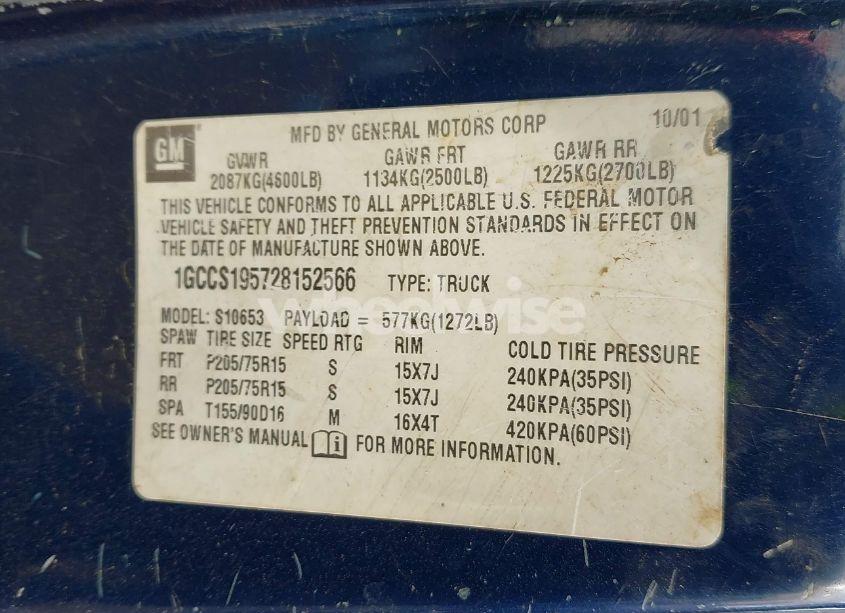 GM MFD BY GENERAL MOTORS CORP 10/01
GVWR GAWR FRT GAWR RR
2087KG(4600LB) 1134KG(2500LB) 1225KG(2700LB)
THIS VEHICLE CONFORMS TO ALL APPLICABLE U.S. FEDERAL MOTOR
VEHICLE SAFETY AND THEFT PREVENTION STANDARDS IN EFFECT ON
THE DATE OF MANUFACTURE SHOWN ABOVE.
1GCCS195728152566 TYPE: TRUCK
wheelwise
MODEL: S10653 PAYLOAD = 577KG(1272LB)
SPAW TIRE SIZE SPEED RTG RIM COLD TIRE PRESSURE
FRT P205/75R15 S 15X7J 240KPA(35PSI)
RR P205/75R15 S 15X7J 240KPA(35PSI)
SPA T155/90D16 M 16X4T 420KPA(60PSI)
SEE OWNER'S MANUAL FOR MORE INFORMATION.